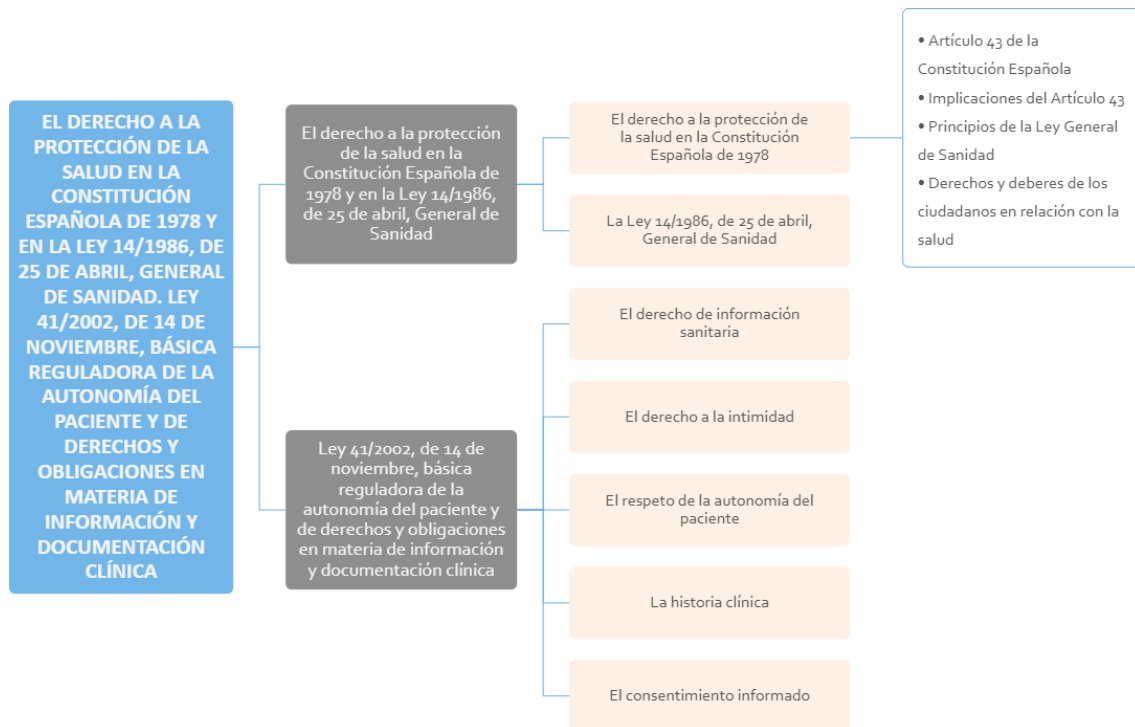 EL DERECHO A LA
PROTECCIÓN DE LA
SALUD EN LA
CONSTITUCIÓN
ESPAÑOLA DE 1978 Y
EN LA LEY 14/1986, DE
25 DE ABRIL, GENERAL
DE SANIDAD. LEY
41/2002, DE 14 DE
NOVIEMBRE, BÁSICA
REGULADORA DE LA
AUTONOMÍA DEL
PACIENTE Y DE
DERECHOS Y
OBLIGACIONES EN
MATERIA DE
INFORMACIÓN Y
DOCUMENTACIÓN
CLÍNICA
El derecho a la protección
de la salud en la
Constitución Española de
1978 y en la Ley 14/1986,
de 25 de abril, General de
Sanidad
El derecho a la protección de
la salud en la Constitución
Española de 1978
• Artículo 43 de la
Constitución Española
• Implicaciones del Artículo 43
• Principios de la Ley General
de Sanidad
• Derechos y deberes de los
ciudadanos en relación con la
salud
La Ley 14/1986, de 25 de abril,
General de Sanidad
Ley 41/2002, de 14 de
noviembre, básica
reguladora de la
autonomía del paciente y
de derechos y obligaciones
en materia de información
y documentación clínica
El derecho de información
sanitaria
El derecho a la intimidad
El respeto de la autonomía del
paciente
La historia clínica
El consentimiento informado